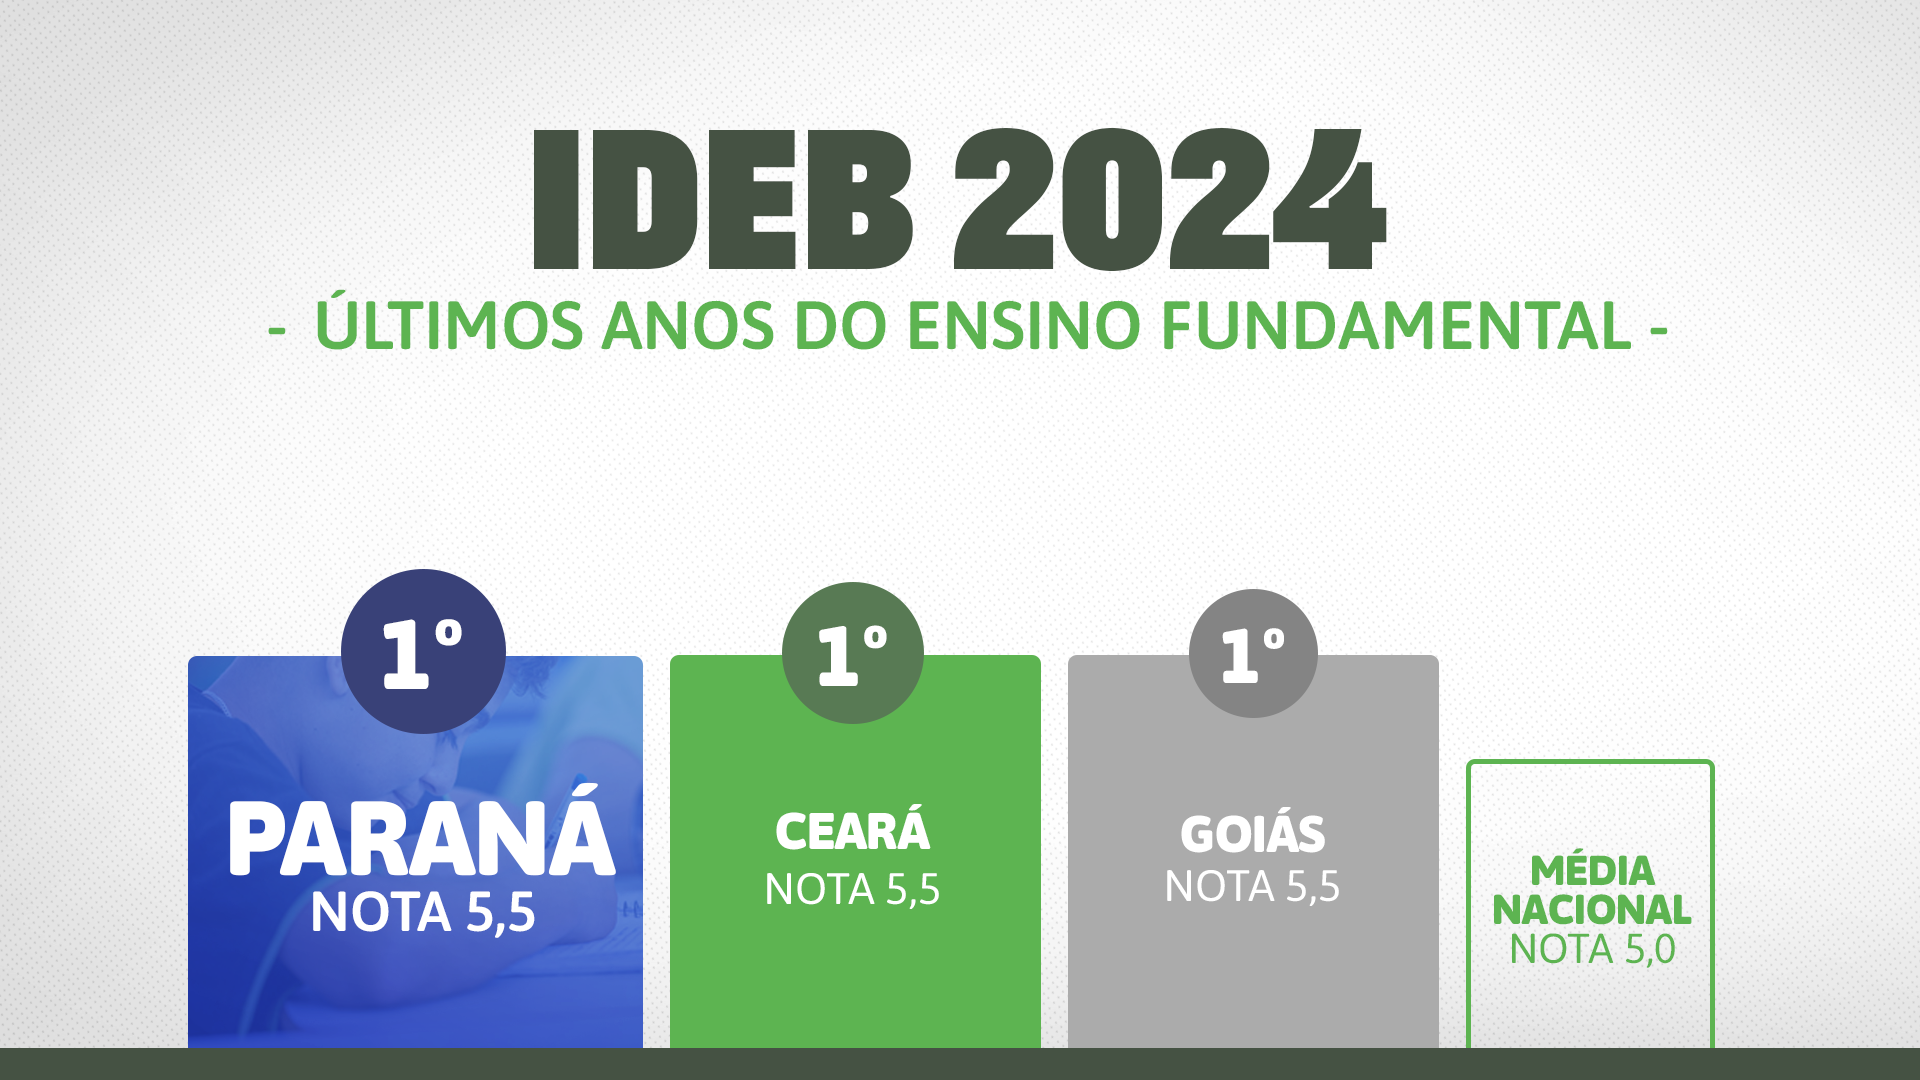 IDEB 2024
- ÚLTIMOS ANOS DO ENSINO FUNDAMENTAL -
1º
PARANÁ
NOTA 5,5
1º
CEARÁ
NOTA 5,5
1º
GOIÁS
NOTA 5,5
MÉDIA
NACIONAL
NOTA 5,0